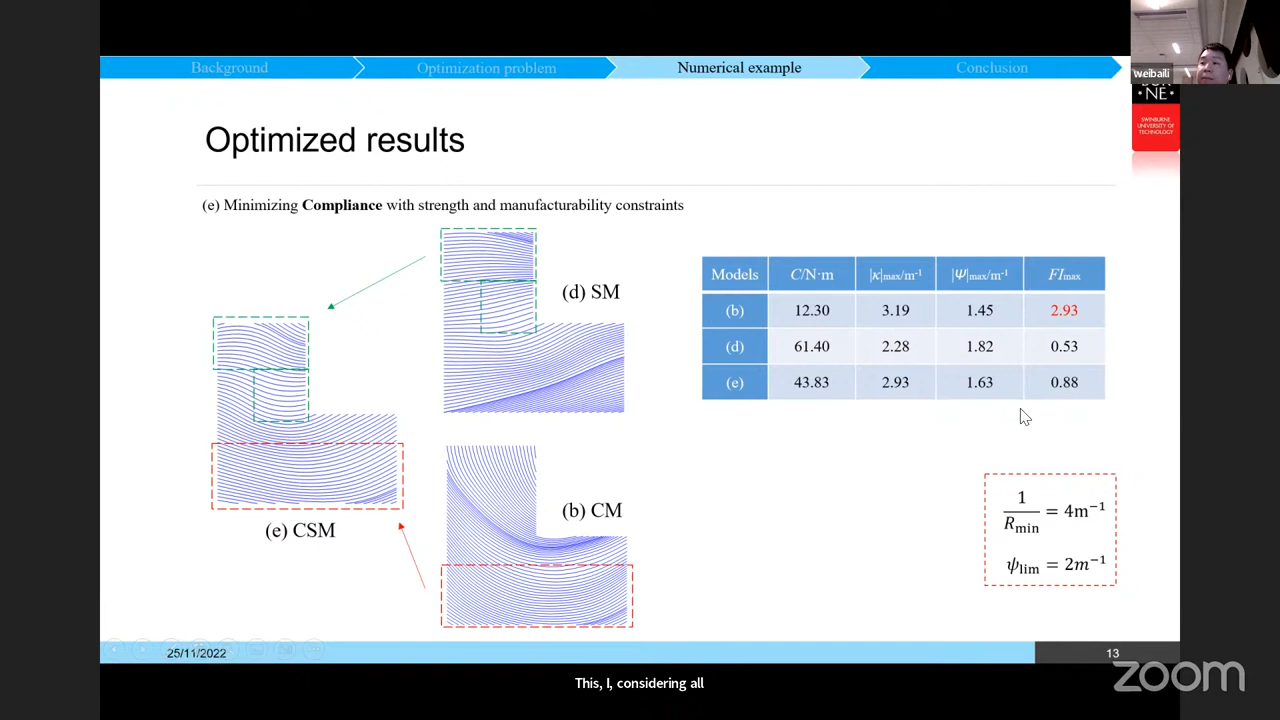 Background
Optimization problem
Numerical example
Conclusion
weibaili
NE
SWINBURNE
UNIVERSITY OF
TECHNOLOGY
Optimized results
(e) Minimizing Compliance with strength and manufacturability constraints
(d) SM
(e) CSM
(b) CM
Models C/N·m |κ|max/m⁻¹ |Ψ|max/m⁻¹ FImax
(b) 12.30 3.19 1.45 2.93
(d) 61.40 2.28 1.82 0.53
(e) 43.83 2.93 1.63 0.88
1/Rmin = 4m⁻¹
ψlim = 2m⁻¹
25/11/2022
13
zoom
This, I, considering all